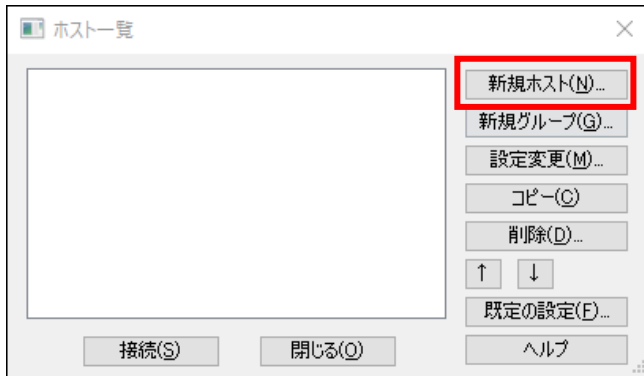 ホスト一覧
新規ホスト(N)...
新規グループ(G)...
設定変更(M)...
コピー(C)
削除(D)...
↑ ↓
既定の設定(F)...
接続(S) 閉じる(O) ヘルプ